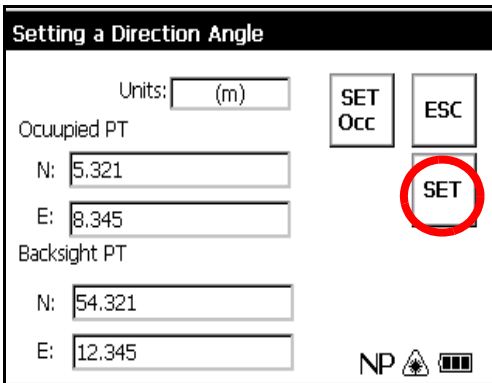 Setting a Direction Angle
Units: (m)
SET Occ
ESC
Ocuupied PT
N: 5.321
SET
E: 8.345
Backsight PT
N: 54.321
E: 12.345
NP